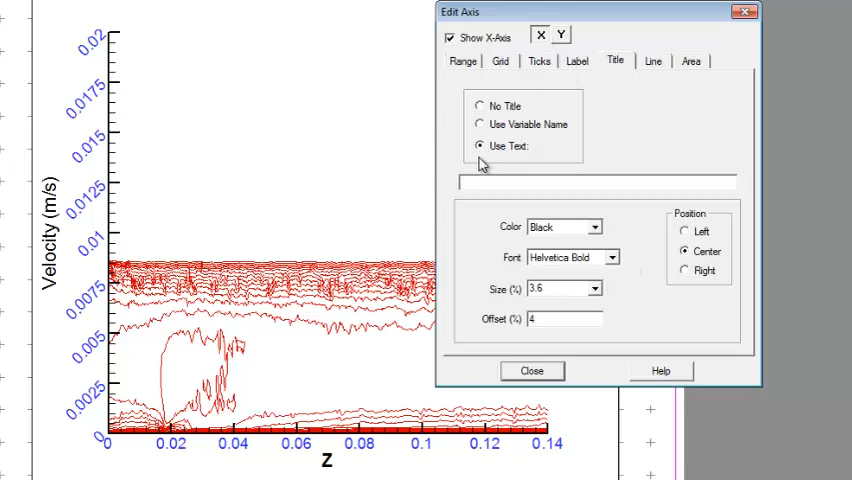 Edit Axis
Show X-Axis X Y
Range Grid Ticks Label Title Line Area
No Title
Use Variable Name
Use Text:
Color Black
Font Helvetica Bold
Size (%) 3.6
Offset (%) 4
Position
Left
Center
Right
Close Help
Velocity (m/s)
0.02
0.0175
0.015
0.0125
0.01
0.0075
0.005
0.0025
0
0 0.02 0.04 0.06 0.08 0.1 0.12 0.14
Z